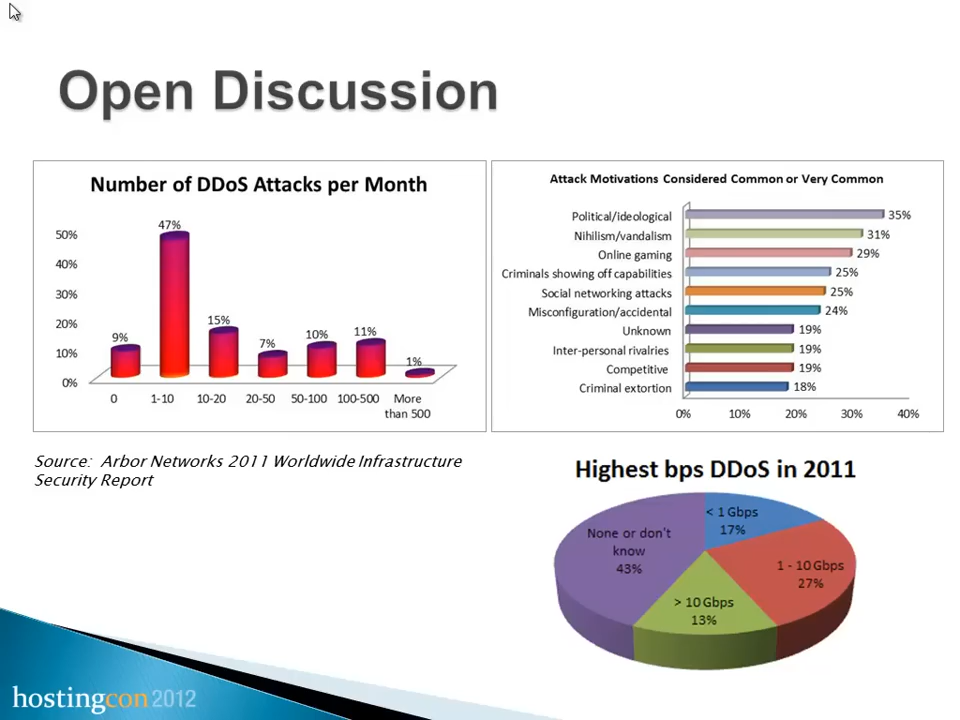 Open Discussion
Number of DDoS Attacks per Month
50%
40%
30%
20%
10%
0%
9%
47%
15%
7%
10%
11%
1%
0
1-10
10-20
20-50
50-100
100-500
More
than 500
Attack Motivations Considered Common or Very Common
Political/ideological 35%
Nihilism/vandalism 31%
Online gaming 29%
Criminals showing off capabilities 25%
Social networking attacks 25%
Misconfiguration/accidental 24%
Unknown 19%
Inter-personal rivalries 19%
Competitive 19%
Criminal extortion 18%
0% 10% 20% 30% 40%
Source: Arbor Networks 2011 Worldwide Infrastructure
Security Report
Highest bps DDoS in 2011
< 1 Gbps
17%
1 - 10 Gbps
27%
> 10 Gbps
13%
None or don't
know
43%
hostingcon 2012